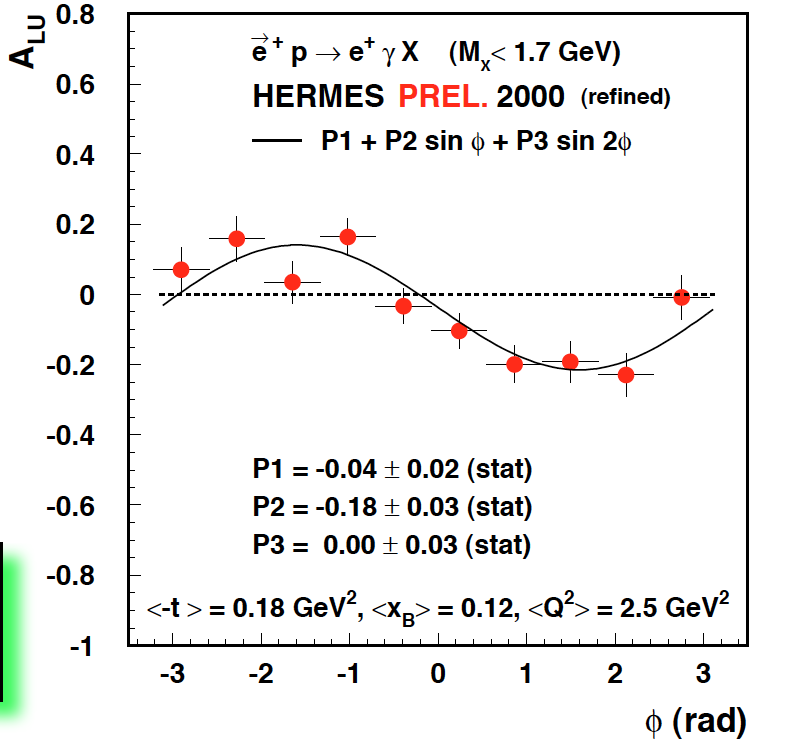 A_LU
0.8
0.6
0.4
0.2
0
-0.2
-0.4
-0.6
-0.8
-1
e⃗⁺ p → e⁺ γ X (Mₓ< 1.7 GeV)
HERMES PREL. 2000 (refined)
P1 + P2 sin ϕ + P3 sin 2ϕ
P1 = -0.04 ± 0.02 (stat)
P2 = -0.18 ± 0.03 (stat)
P3 = 0.00 ± 0.03 (stat)
<-t > = 0.18 GeV², <x_B> = 0.12, <Q²> = 2.5 GeV²
-3 -2 -1 0 1 2 3
ϕ (rad)